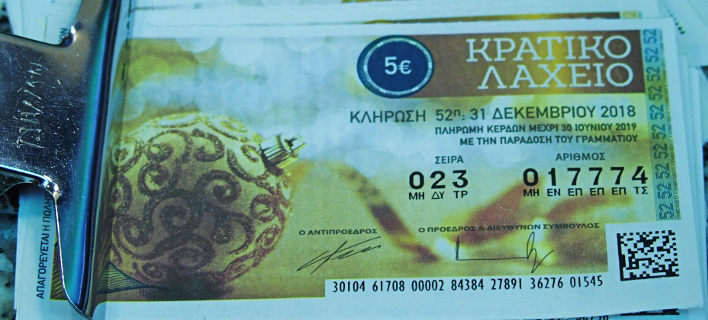 5€
ΚΡΑΤΙΚΟ
ΛΑΧΕΙΟ
ΚΛΗΡΩΣΗ 52η: 31 ΔΕΚΕΜΒΡΙΟΥ 2018
ΠΛΗΡΩΜΗ ΚΕΡΔΩΝ ΜΕΧΡΙ 30 ΙΟΥΝΙΟΥ 2019
ΜΕ ΤΗΝ ΠΑΡΑΔΟΣΗ ΤΟΥ ΓΡΑΜΜΑΤΙΟΥ
ΣΕΙΡΑ ΑΡΙΘΜΟΣ
023 017774
ΜΗ ΔΥ ΤΡ ΜΗ ΕΝ ΕΠ ΕΠ ΕΠ ΤΣ
Ο ΑΝΤΙΠΡΟΕΔΡΟΣ Ο ΠΡΟΕΔΡΟΣ & ΔΙΕΥΘΥΝΩΝ ΣΥΜΒΟΥΛΟΣ
30104 61708 00002 84384 27891 36276 01545
52 52 52 52 52 52 52 52
ΑΠΑΓΟΡΕΥΕΤΑΙ Η